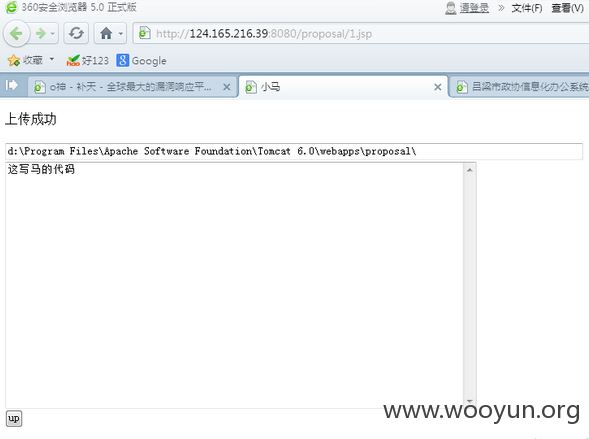 360安全浏览器 5.0 正式版
请登录 » 文件(F) 查看(V)
http://124.165.216.39:8080/proposal/1.jsp
收藏 好123 Google
o神 - 补天 - 全球最大的漏洞响应平...
小马
吕梁市政协信息化办公系统
上传成功
d:\Program Files\Apache Software Foundation\Tomcat 6.0\webapps\proposal\
这写马的代码
www.wooyun.org
up